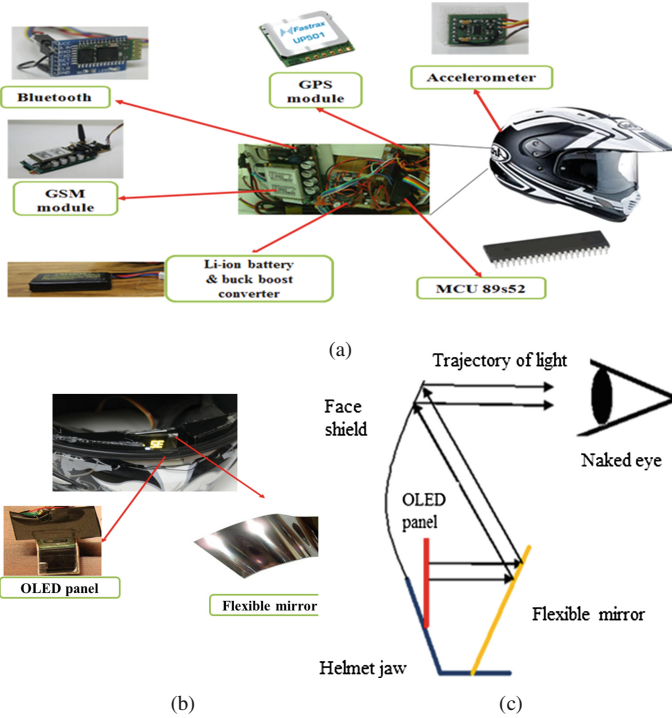 Fastrax
UP501
Bluetooth
GPS
module
Accelerometer
GSM
module
Li-ion battery
& buck boost
converter
MCU 89s52
(a)
OLED panel
Flexible mirror
(b)
Trajectory of light
Face
shield
Naked eye
OLED
panel
Flexible mirror
Helmet jaw
(c)